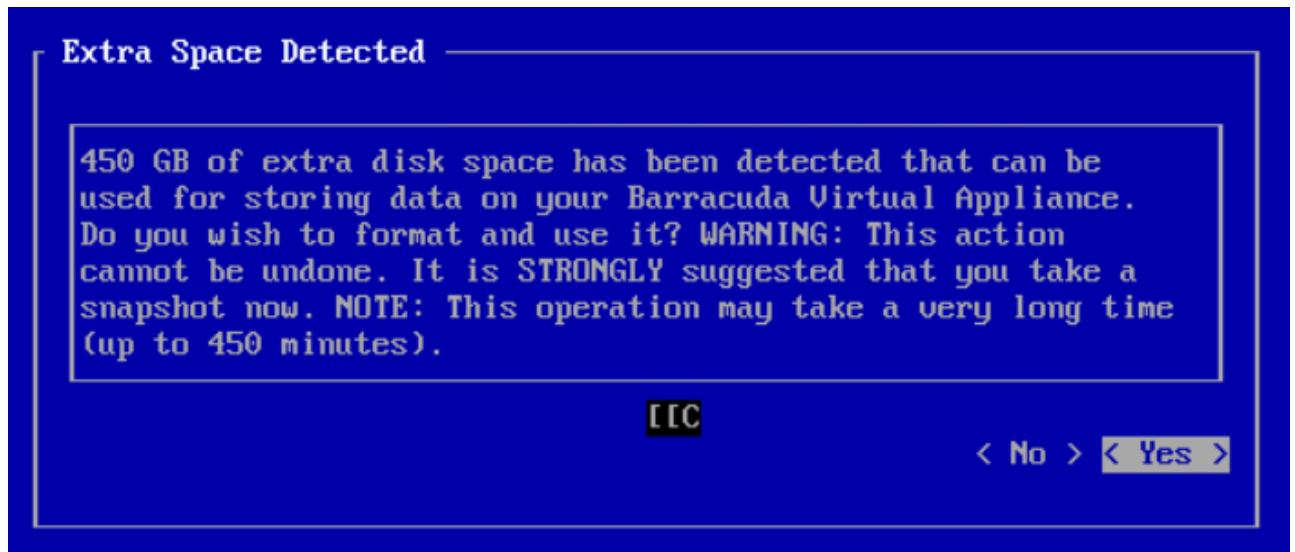 Extra Space Detected
450 GB of extra disk space has been detected that can be
used for storing data on your Barracuda Virtual Appliance.
Do you wish to format and use it? WARNING: This action
cannot be undone. It is STRONGLY suggested that you take a
snapshot now. NOTE: This operation may take a very long time
(up to 450 minutes).
[[C
< No > < Yes >